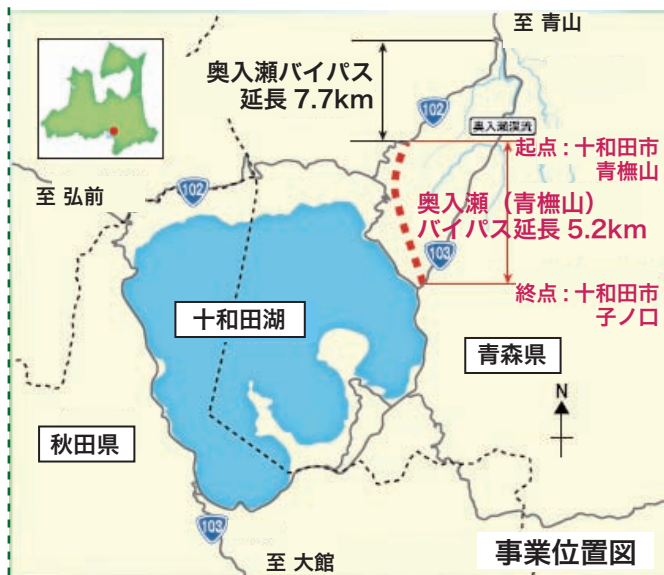 至 青山
奥入瀬バイパス
延長 7.7km
102
奥入瀬渓流
起点 : 十和田市
青橅山
至 弘前
102
奥入瀬（青橅山）
バイパス延長 5.2km
103
終点 : 十和田市
子ノ口
十和田湖
青森県
N
秋田県
103
至 大館
事業位置図